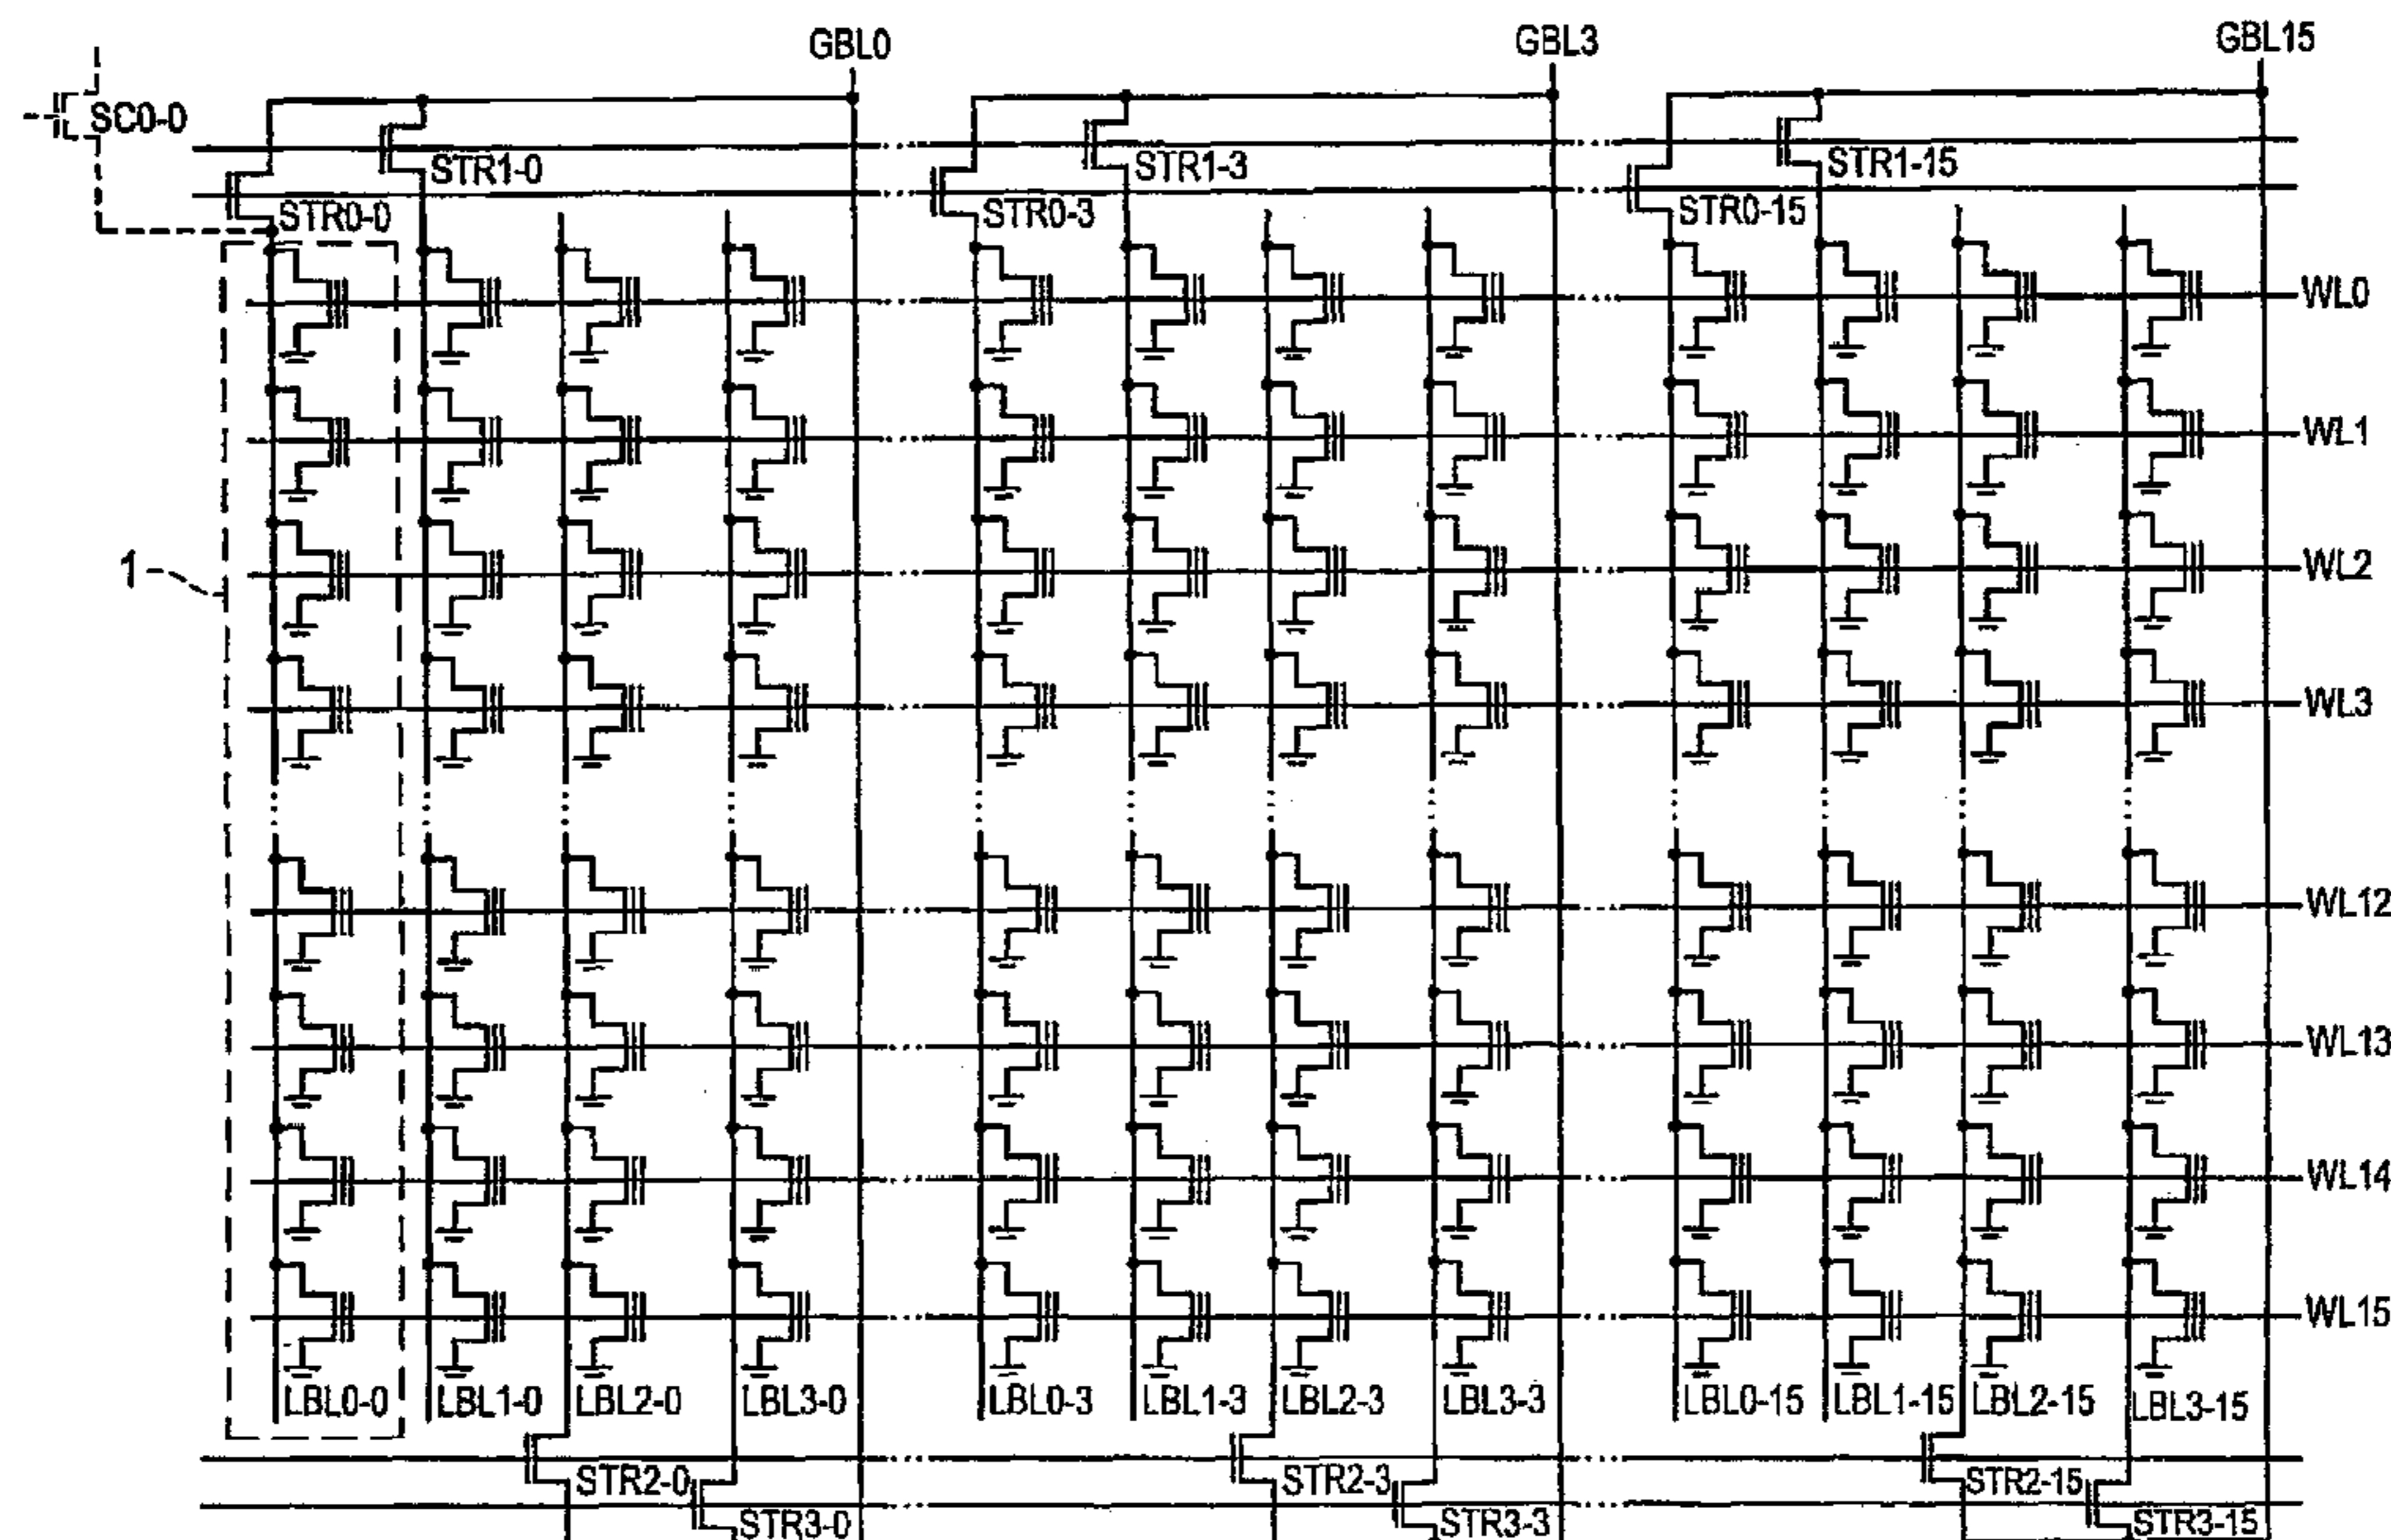 GBL0 GBL3 GBL15
SC0-0
STR1-0 STR1-3 STR1-15
STR0-0 STR0-3 STR0-15
WL0
WL1
1 WL2
WL3
WL12
WL13
WL14
WL15
LBL0-0 LBL1-0 LBL2-0 LBL3-0 LBL0-3 LBL1-3 LBL2-3 LBL3-3 LBL0-15 LBL1-15 LBL2-15 LBL3-15
STR2-0 STR2-3 STR2-15
STR3-0 STR3-3 STR3-15